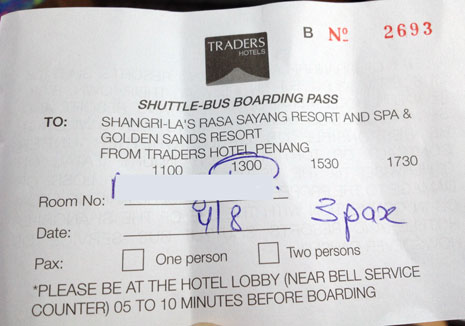 TRADERS
HOTELS
B Nº 2693
SHUTTLE-BUS BOARDING PASS
TO: SHANGRI-LA'S RASA SAYANG RESORT AND SPA &
GOLDEN SANDS RESORT
FROM TRADERS HOTEL PENANG
1100 1300 1530 1730
Room No:
Date: 4/8 3 pax
Pax: One person Two persons
*PLEASE BE AT THE HOTEL LOBBY (NEAR BELL SERVICE
COUNTER) 05 TO 10 MINUTES BEFORE BOARDING